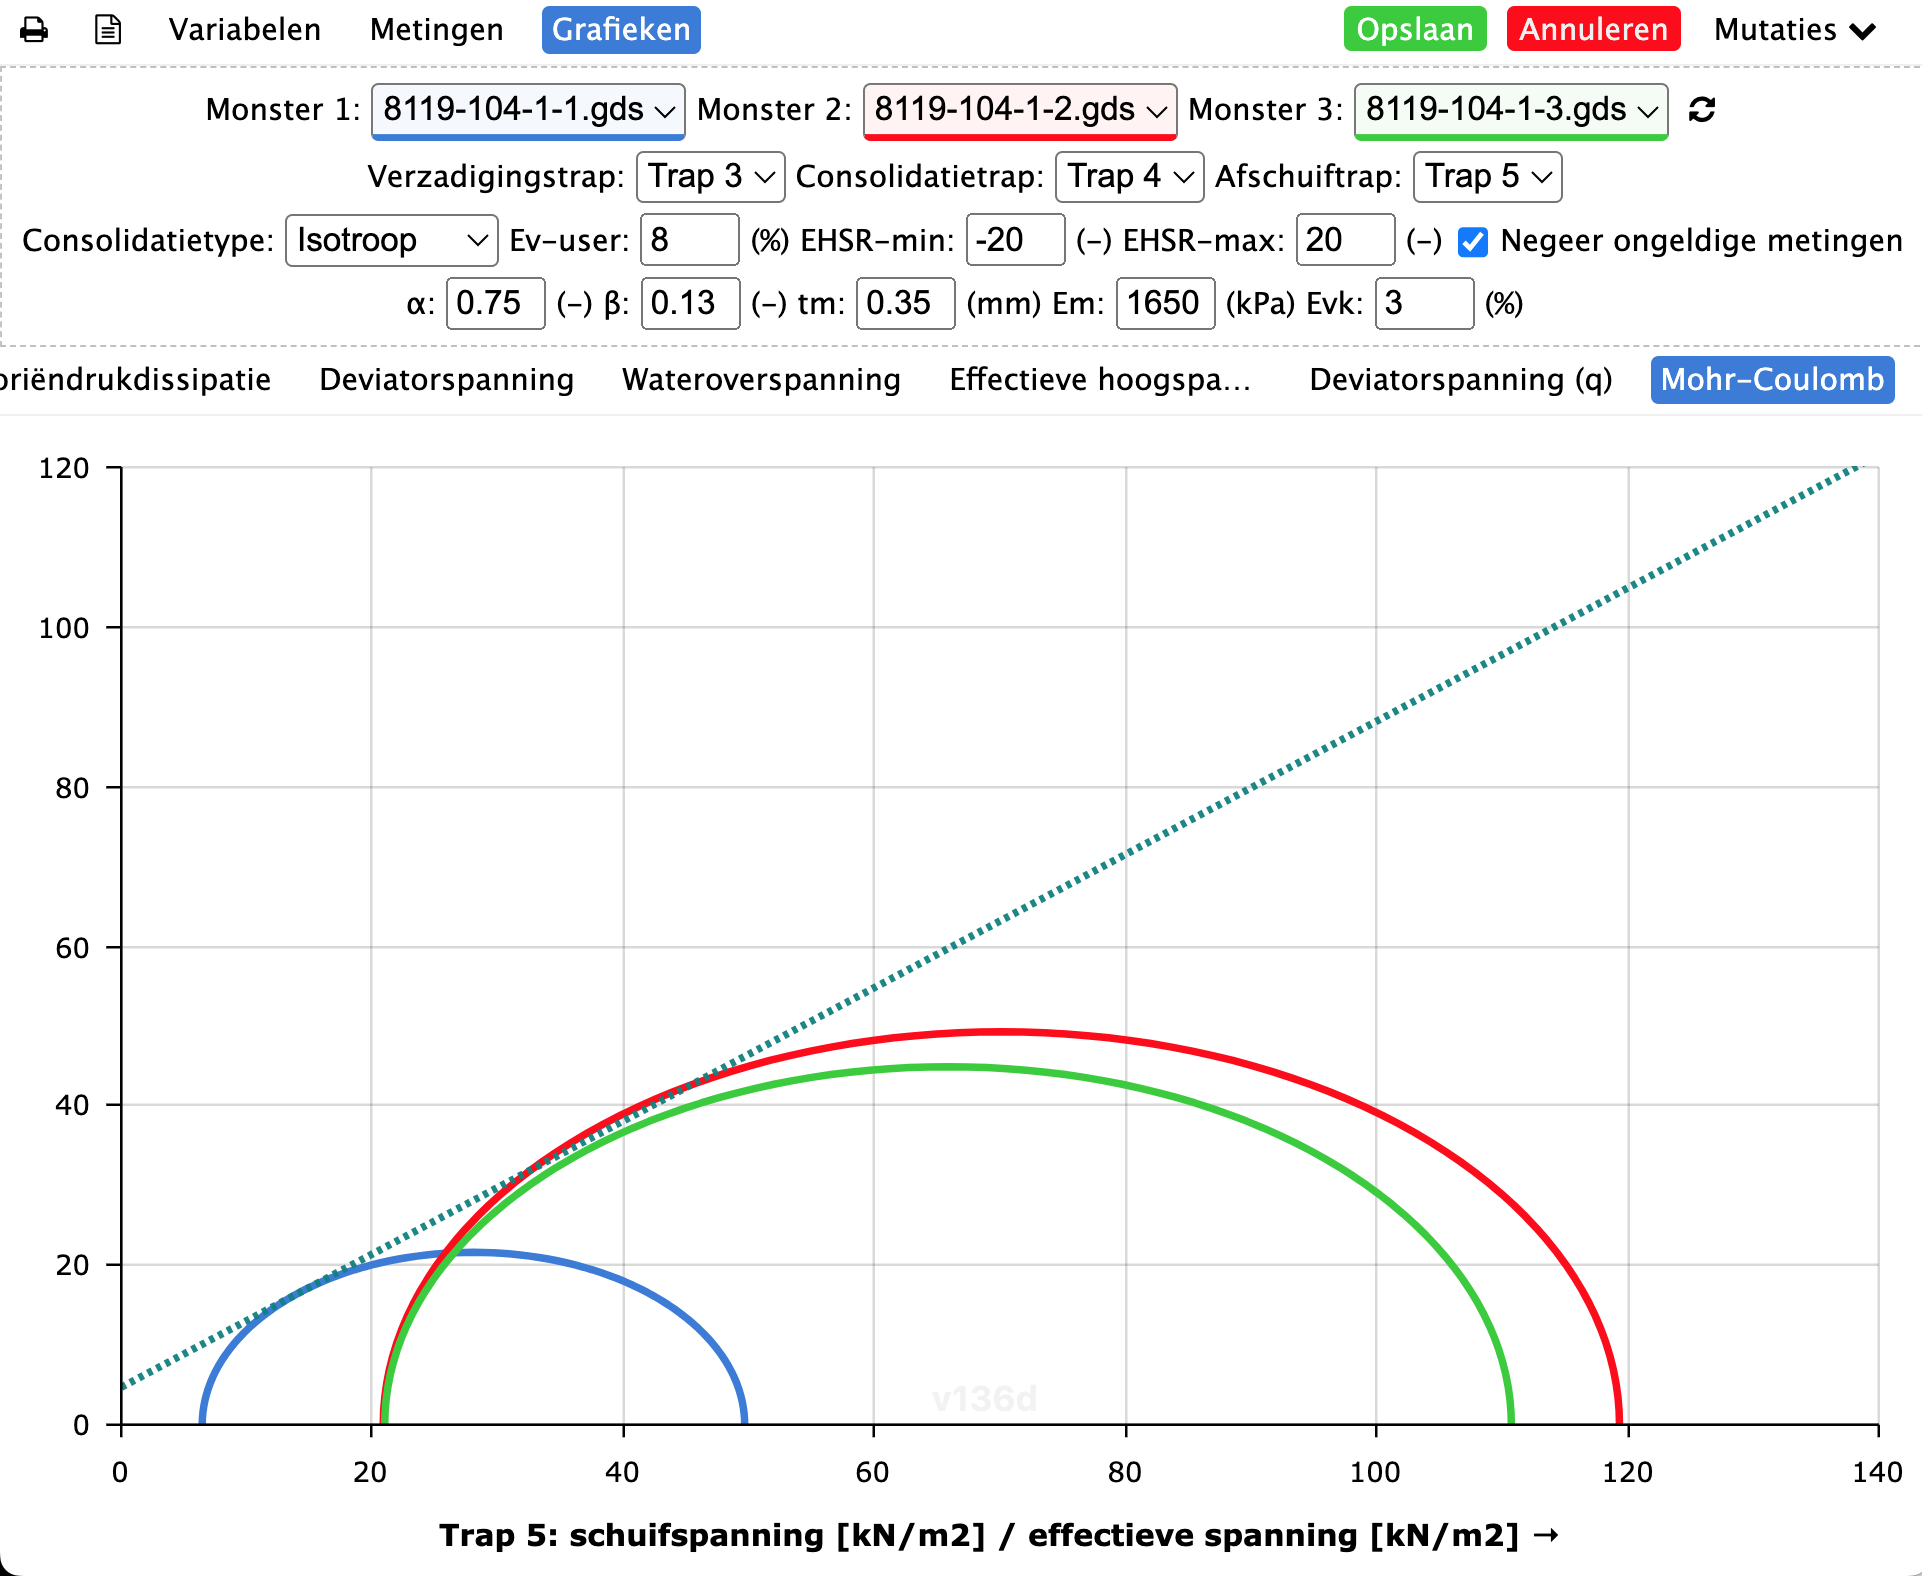 Variabelen Metingen Grafieken Opslaan Annuleren Mutaties
Monster 1: 8119-104-1-1.gds Monster 2: 8119-104-1-2.gds Monster 3: 8119-104-1-3.gds
Verzadigingstrap: Trap 3 Consolidatietrap: Trap 4 Afschuiftrap: Trap 5
Consolidatietype: Isotroop Ev-user: 8 (%) EHSR-min: -20 (-) EHSR-max: 20 (-) Negeer ongeldige metingen
α: 0.75 (-) β: 0.13 (-) tm: 0.35 (mm) Em: 1650 (kPa) Evk: 3 (%)
oriëndrukdissipatie Deviatorspanning Wateroverspanning Effectieve hoogspa... Deviatorspanning (q) Mohr-Coulomb
120
100
80
60
40
20
0
v136d
0 20 40 60 80 100 120 140
Trap 5: schuifspanning [kN/m2] / effectieve spanning [kN/m2] →